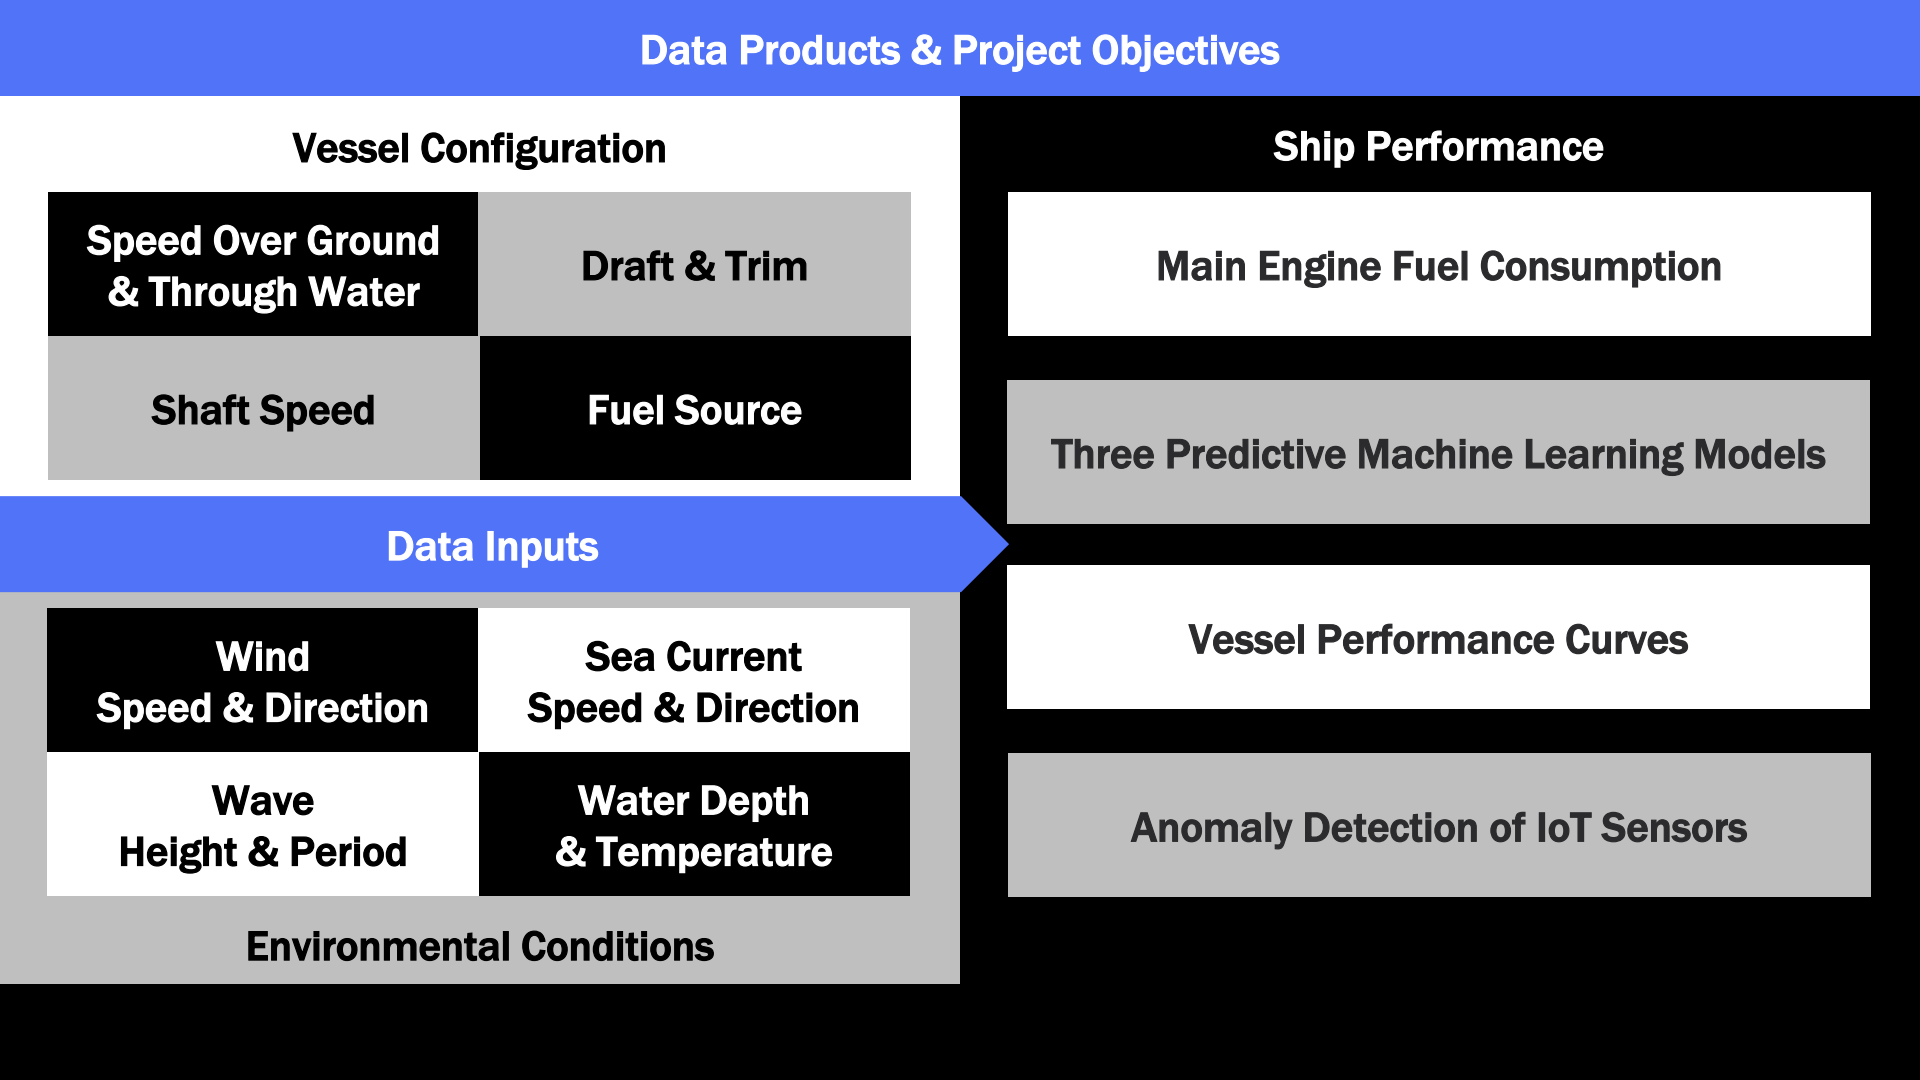 Data Products & Project Objectives
Vessel Configuration
Speed Over Ground
& Through Water
Draft & Trim
Shaft Speed
Fuel Source
Data Inputs
Wind
Speed & Direction
Sea Current
Speed & Direction
Wave
Height & Period
Water Depth
& Temperature
Environmental Conditions
Ship Performance
Main Engine Fuel Consumption
Three Predictive Machine Learning Models
Vessel Performance Curves
Anomaly Detection of IoT Sensors